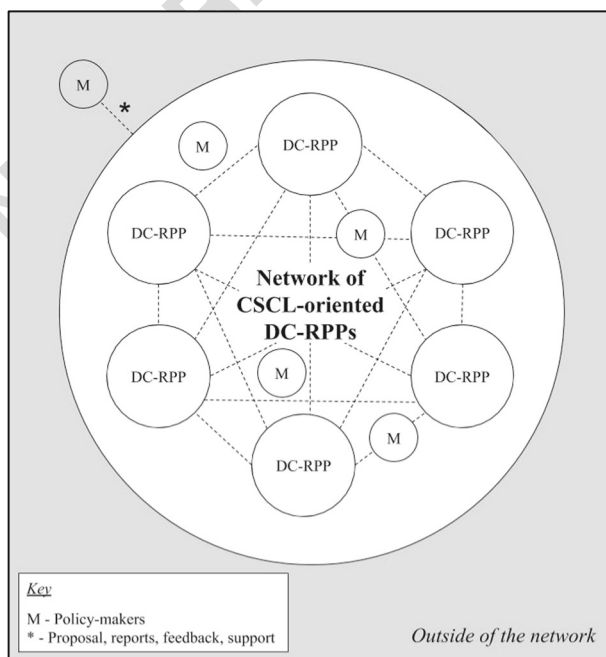 M
*
M
DC-RPP
DC-RPP
M
DC-RPP
Network of
CSCL-oriented
DC-RPPs
DC-RPP
M
DC-RPP
M
DC-RPP
Key
M - Policy-makers
* - Proposal, reports, feedback, support
Outside of the network